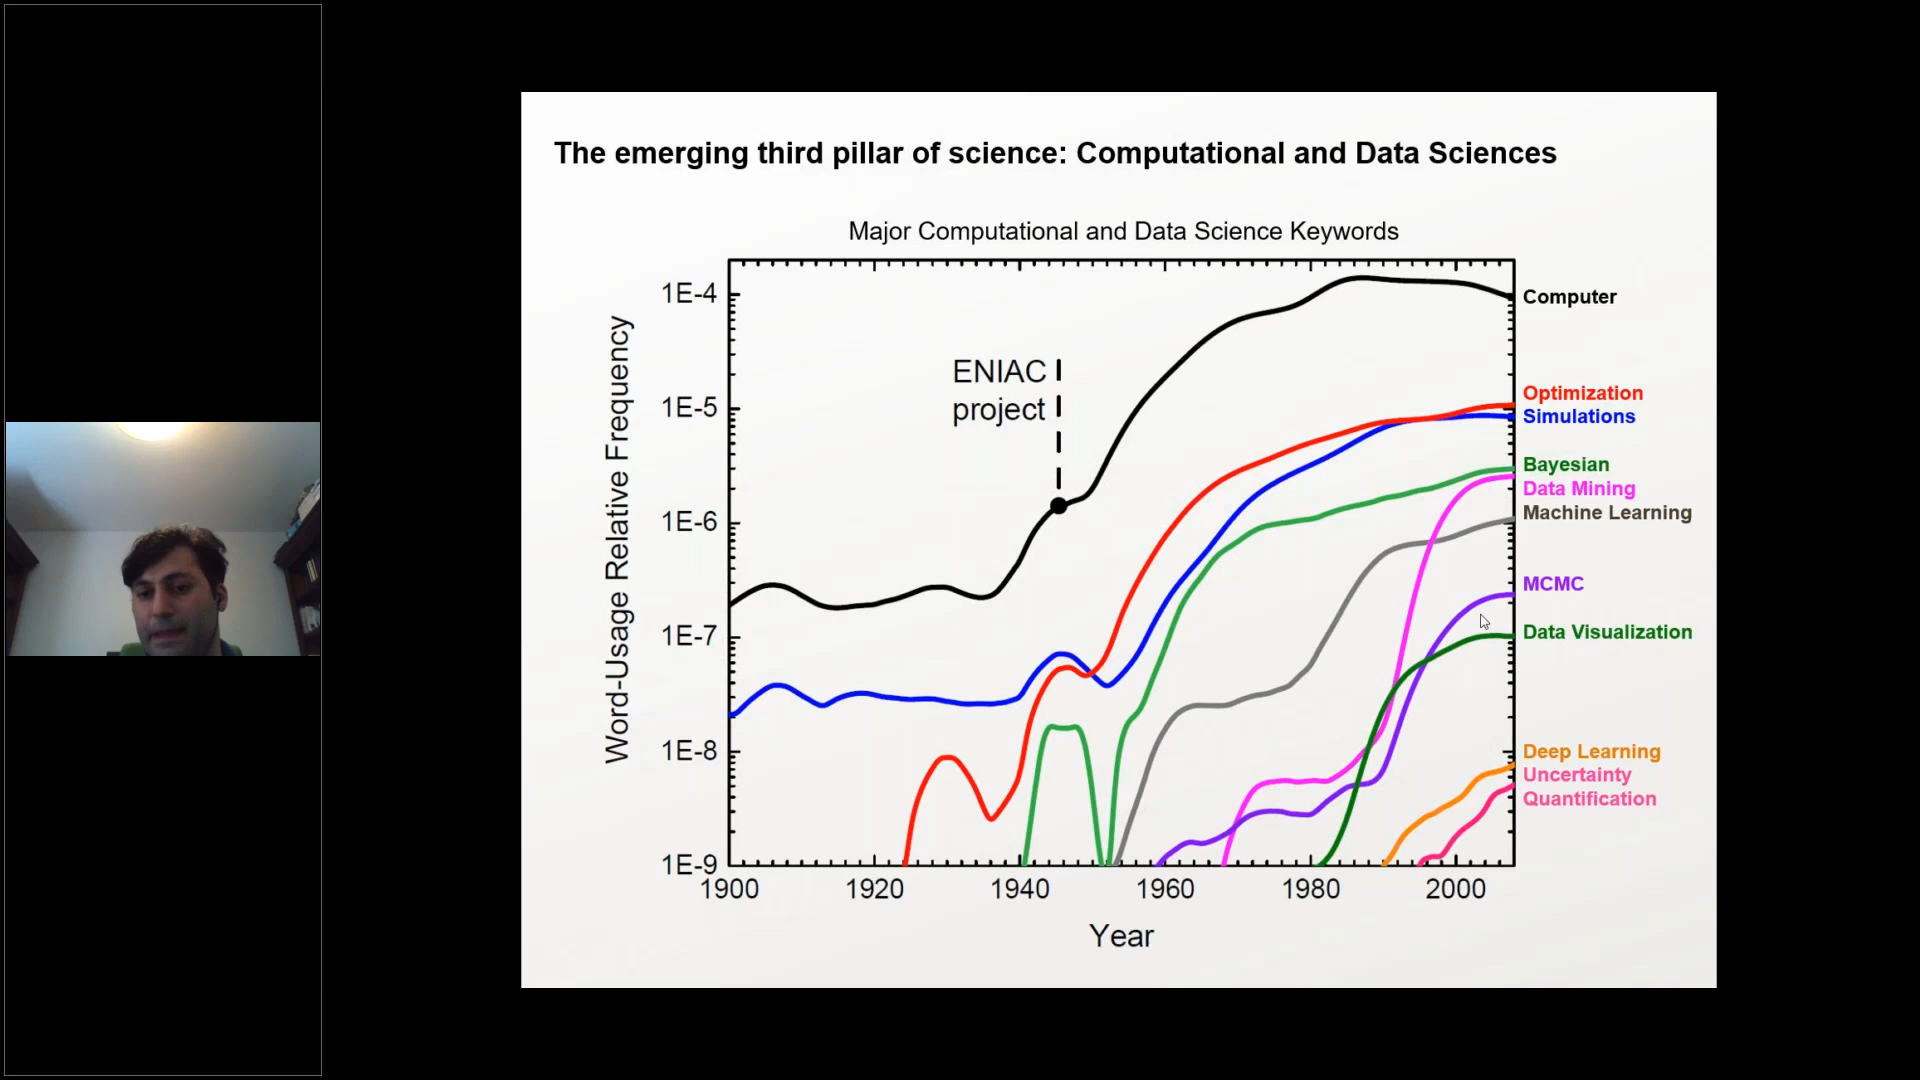 The emerging third pillar of science: Computational and Data Sciences
Major Computational and Data Science Keywords
Word-Usage Relative Frequency
1E-4
1E-5
1E-6
1E-7
1E-8
1E-9
ENIAC
project
Computer
Optimization
Simulations
Bayesian
Data Mining
Machine Learning
MCMC
Data Visualization
Deep Learning
Uncertainty
Quantification
1900 1920 1940 1960 1980 2000
Year